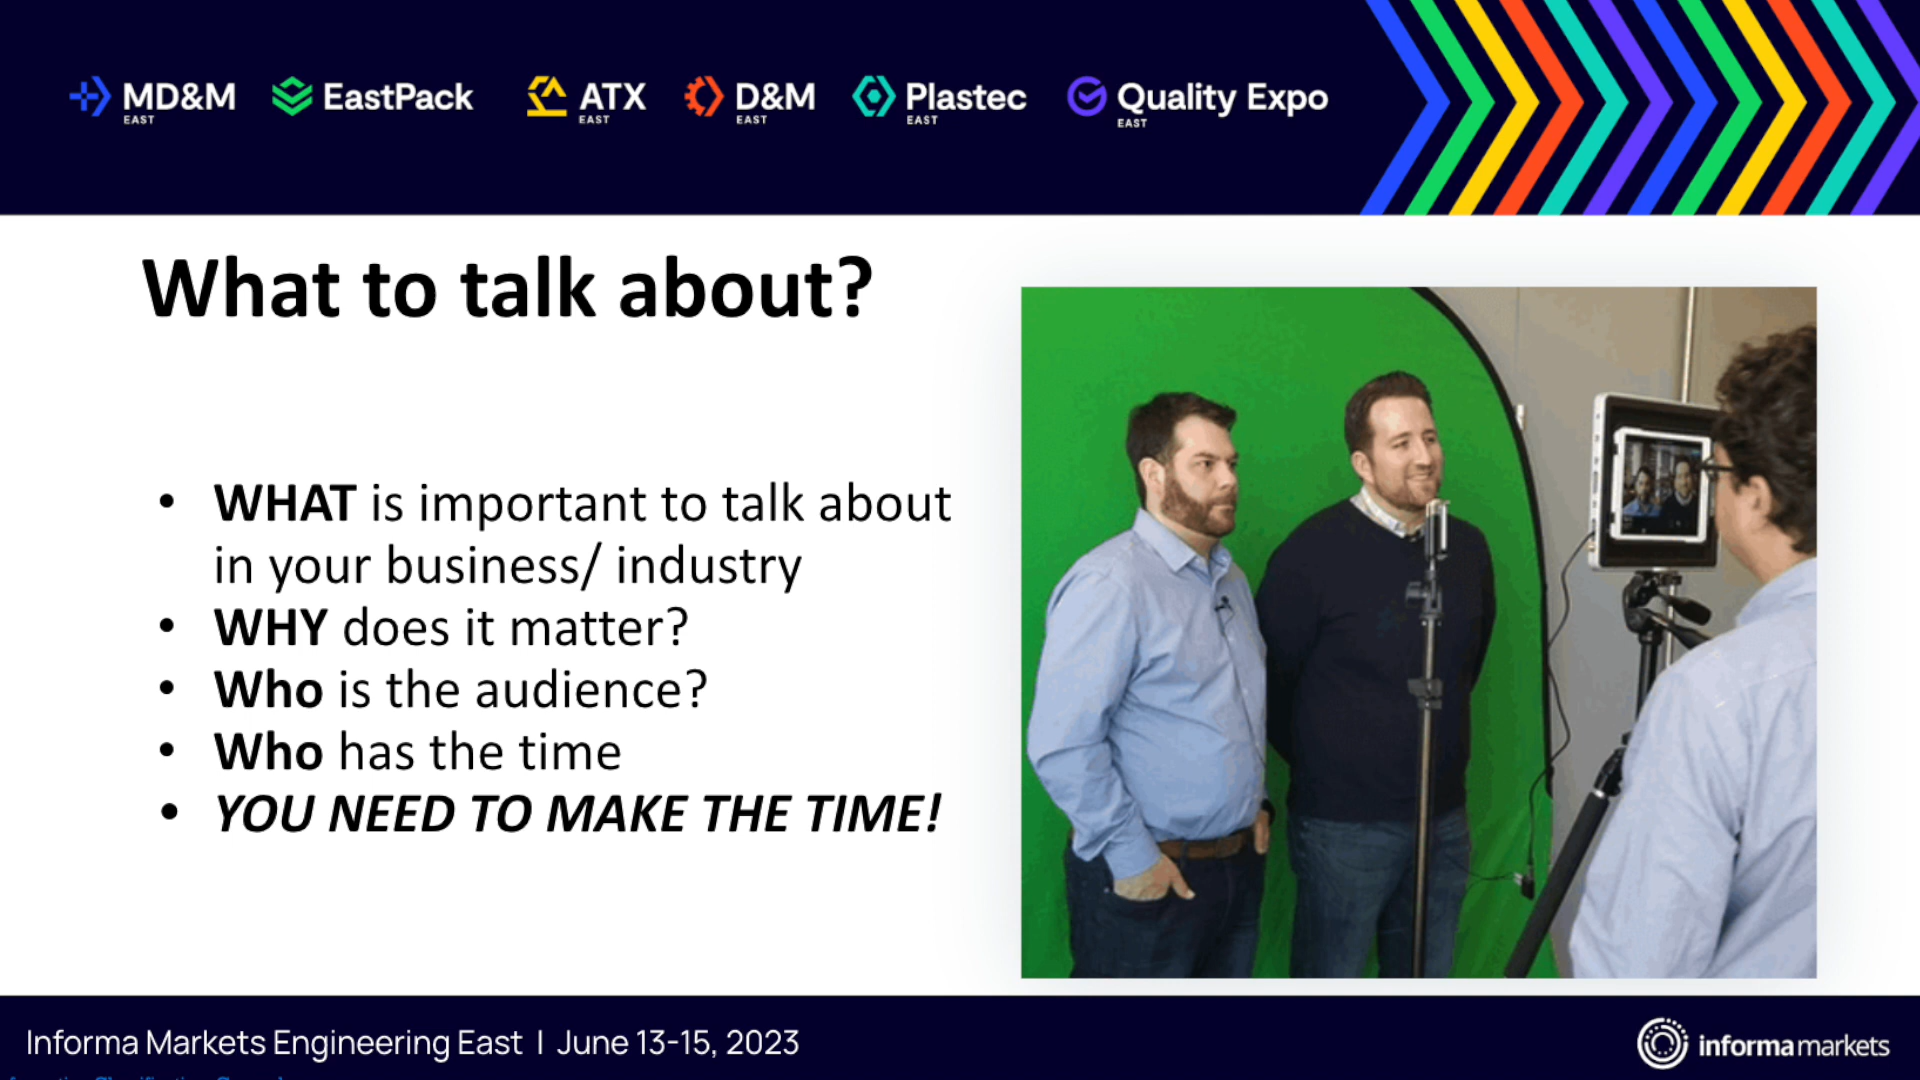 MD&M EAST
EastPack
ATX EAST
D&M EAST
Plastec EAST
Quality Expo EAST
What to talk about?
• WHAT is important to talk about
in your business/ industry
• WHY does it matter?
• Who is the audience?
• Who has the time
• YOU NEED TO MAKE THE TIME!
Informa Markets Engineering East | June 13-15, 2023
informa markets